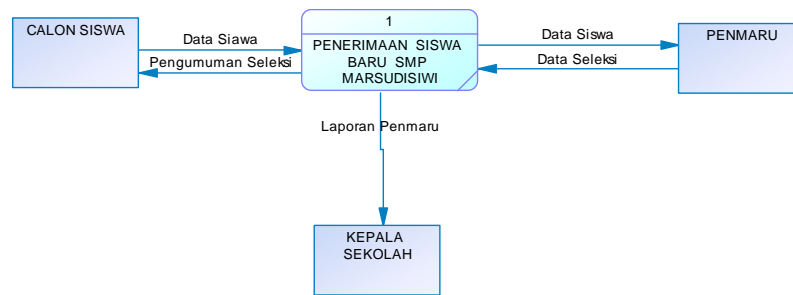 1
CALON SISWA
Data Siawa
Pengumuman Seleksi
PENERIMAAN SISWA
BARU SMP
MARSUDISIWI
Data Siswa
Data Seleksi
PENMARU
Laporan Penmaru
KEPALA
SEKOLAH